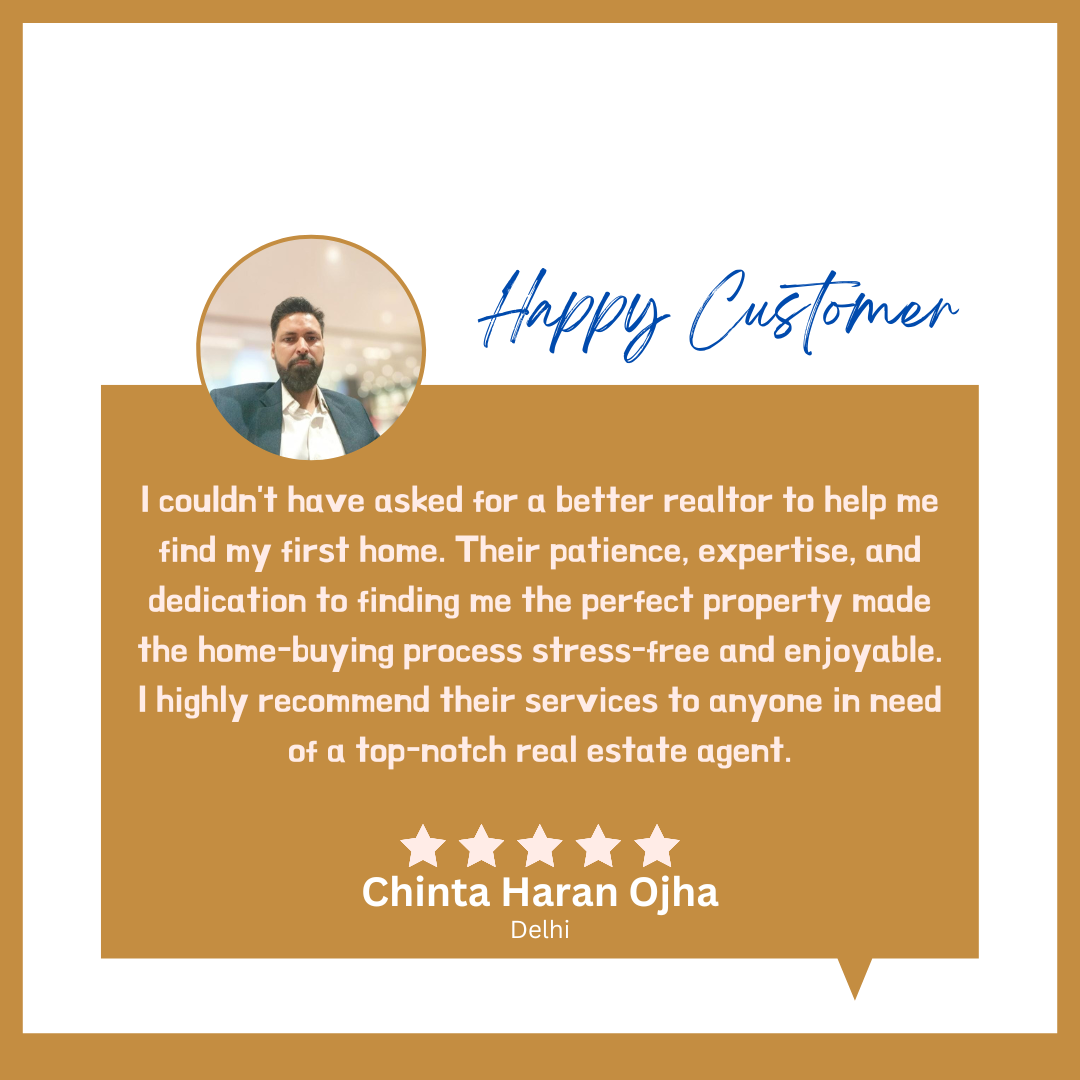 Happy Customer
I couldn't have asked for a better realtor to help me
find my first home. Their patience, expertise, and
dedication to finding me the perfect property made
the home-buying process stress-free and enjoyable.
I highly recommend their services to anyone in need
of a top-notch real estate agent.
Chinta Haran Ojha
Delhi